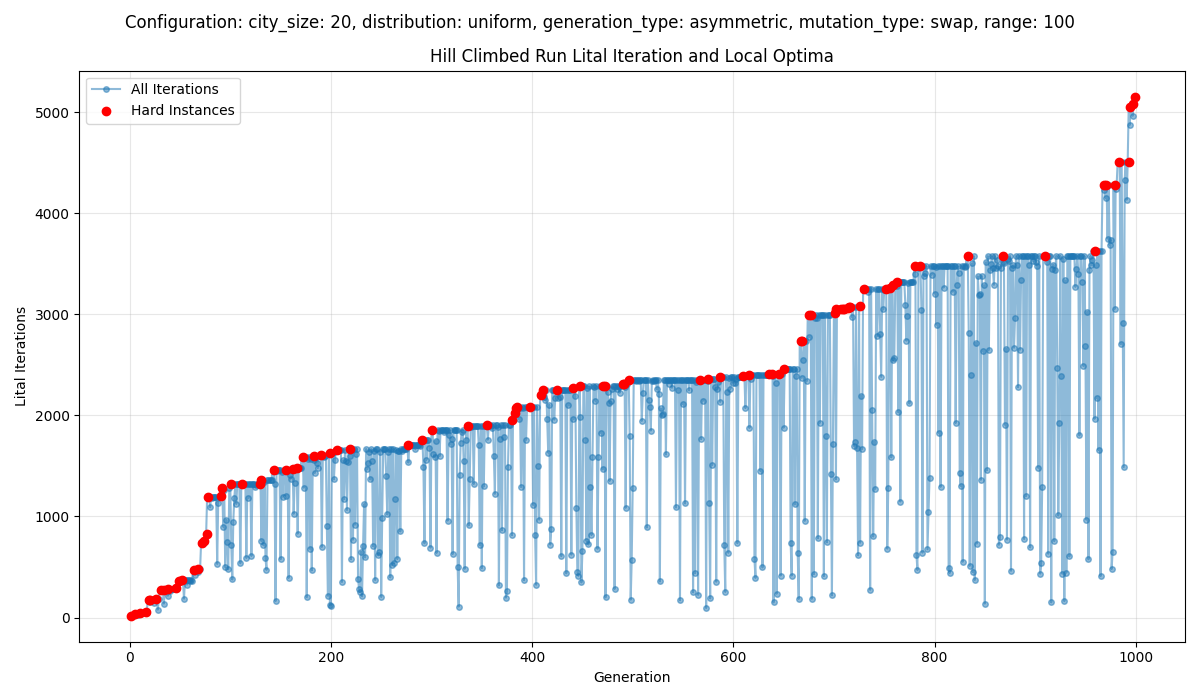 Configuration: city_size: 20, distribution: uniform, generation_type: asymmetric, mutation_type: swap, range: 100
Hill Climbed Run Lital Iteration and Local Optima
All Iterations
Hard Instances
5000
4000
3000
2000
1000
0
Lital Iterations
0 200 400 600 800 1000
Generation